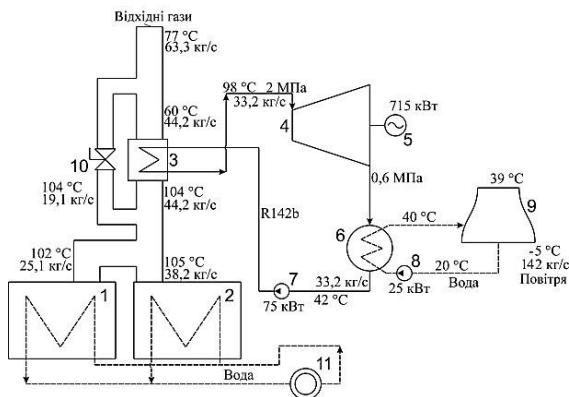 Відхідні гази
77 °C
63,3 кг/с
60 °C
44,2 кг/с
98 °C 2 МПа
33,2 кг/с
4
715 кВт
5
10
3
104 °C
19,1 кг/с
104 °C
44,2 кг/с
R142b
0,6 МПа
6
40 °C
39 °C
9
-5 °C
142 кг/с
Повітря
102 °C
25,1 кг/с
105 °C
38,2 кг/с
7
75 кВт
33,2 кг/с
42 °C
8
25 кВт
20 °C
Вода
1
2
Вода
11